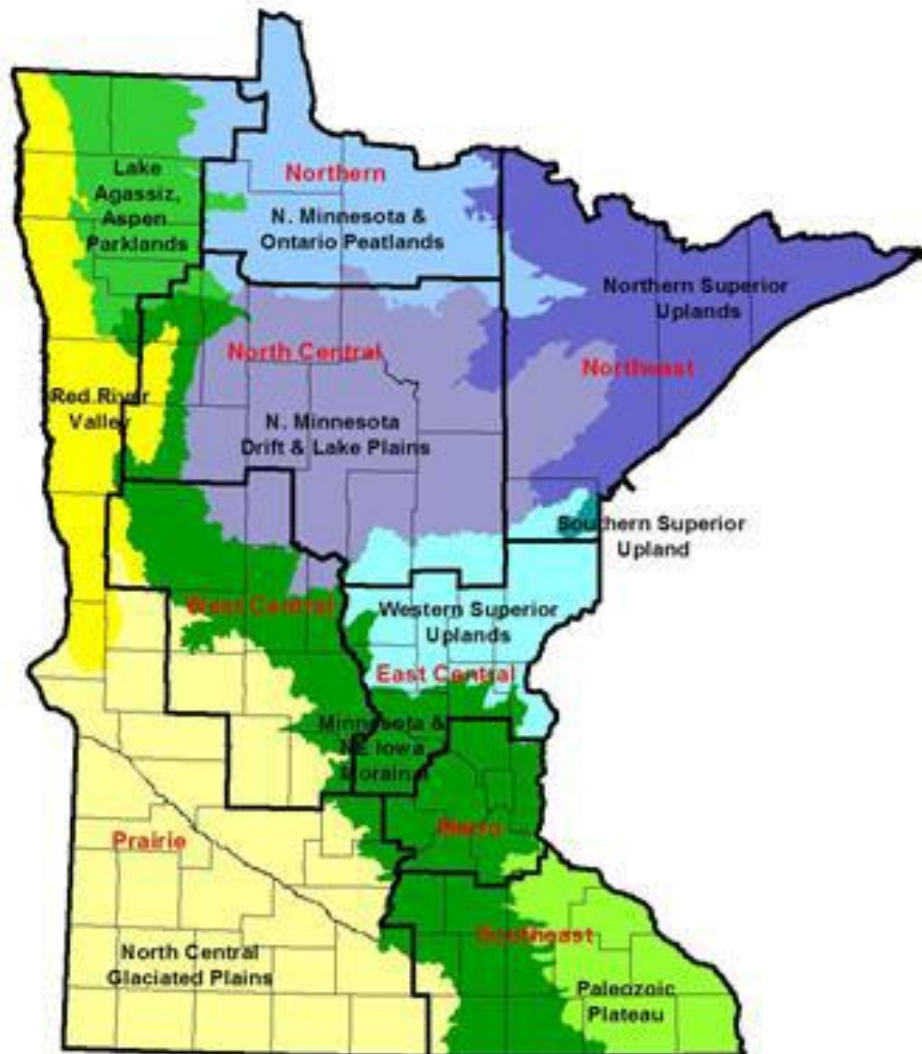 Lake
Agassiz,
Aspen
Parklands
Northern
N. Minnesota &
Ontario Peatlands
Northern Superior
Uplands
North Central
Northeast
Red River
Valley
N. Minnesota
Drift & Lake Plains
Southern Superior
Upland
West Central
Western Superior
Uplands
East Central
Minnesota &
NE Iowa
Morainal
Metro
Prairie
Southeast
North Central
Glaciated Plains
Paleozoic
Plateau